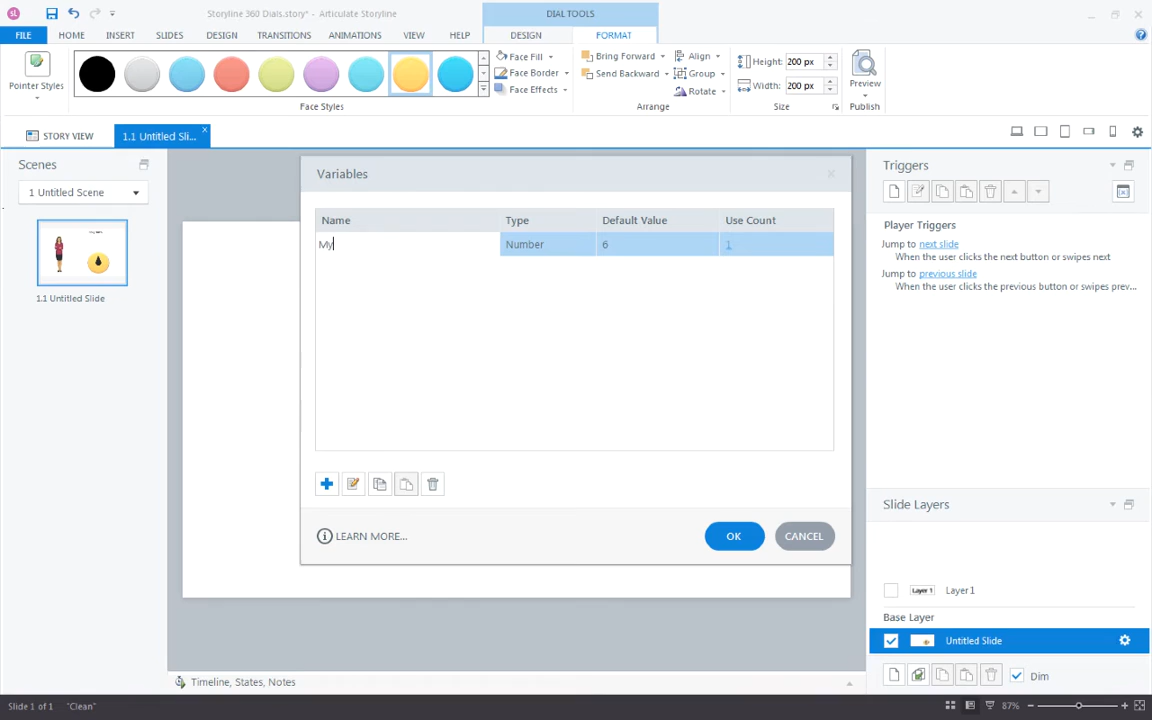 Storyline 360 Dials.story* - Articulate Storyline
DIAL TOOLS
FILE HOME INSERT SLIDES DESIGN TRANSITIONS ANIMATIONS VIEW HELP DESIGN FORMAT
Pointer Styles
Face Fill
Face Border
Face Effects
Face Styles
Bring Forward
Send Backward
Align
Group
Rotate
Arrange
Height: 200 px
Width: 200 px
Size
Preview
Publish
STORY VIEW
1.1 Untitled Sli...
Scenes
1 Untitled Scene
1.1 Untitled Slide
Variables
Name Type Default Value Use Count
My Number 6 1
LEARN MORE...
OK
CANCEL
Triggers
Player Triggers
Jump to next slide
When the user clicks the next button or swipes next
Jump to previous slide
When the user clicks the previous button or swipes prev...
Slide Layers
Layer 1
Layer 1
Base Layer
Untitled Slide
Dim
Timeline, States, Notes
Slide 1 of 1 "Clean" 87%